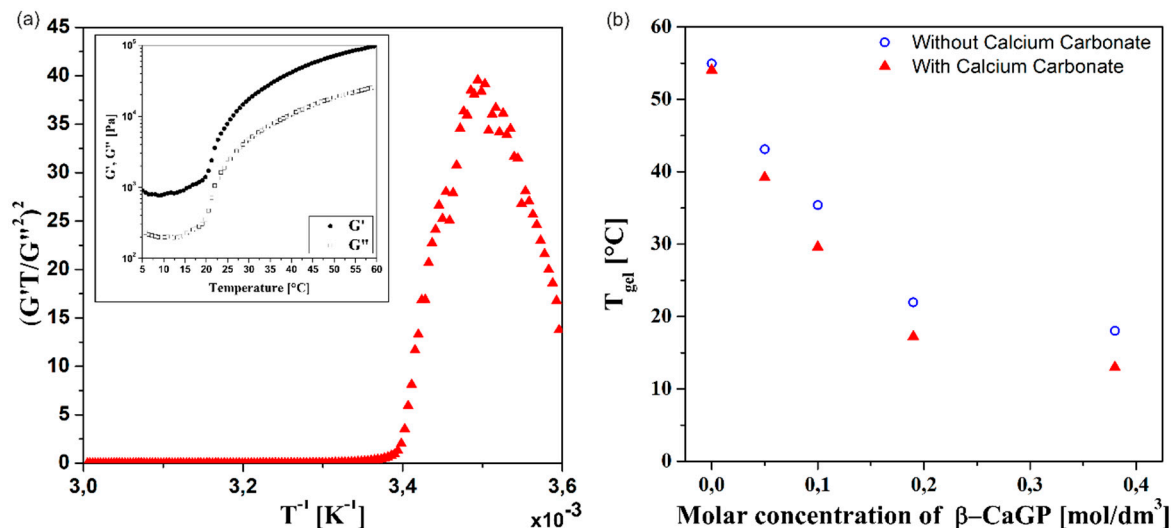 (a)
45
40
35
30
25
20
15
10
5
0
(G'T/G''²)²
3,0
3,2
3,4
3,6
T⁻¹ [K⁻¹]
x10⁻³
10⁵
10⁴
10³
10²
G', G'' [Pa]
5 10 15 20 25 30 35 40 45 50 55 60
Temperature [°C]
G'
G''
(b)
60
50
40
30
20
10
0
T_gel [°C]
Without Calcium Carbonate
With Calcium Carbonate
0,0
0,1
0,2
0,3
0,4
Molar concentration of β–CaGP [mol/dm³]